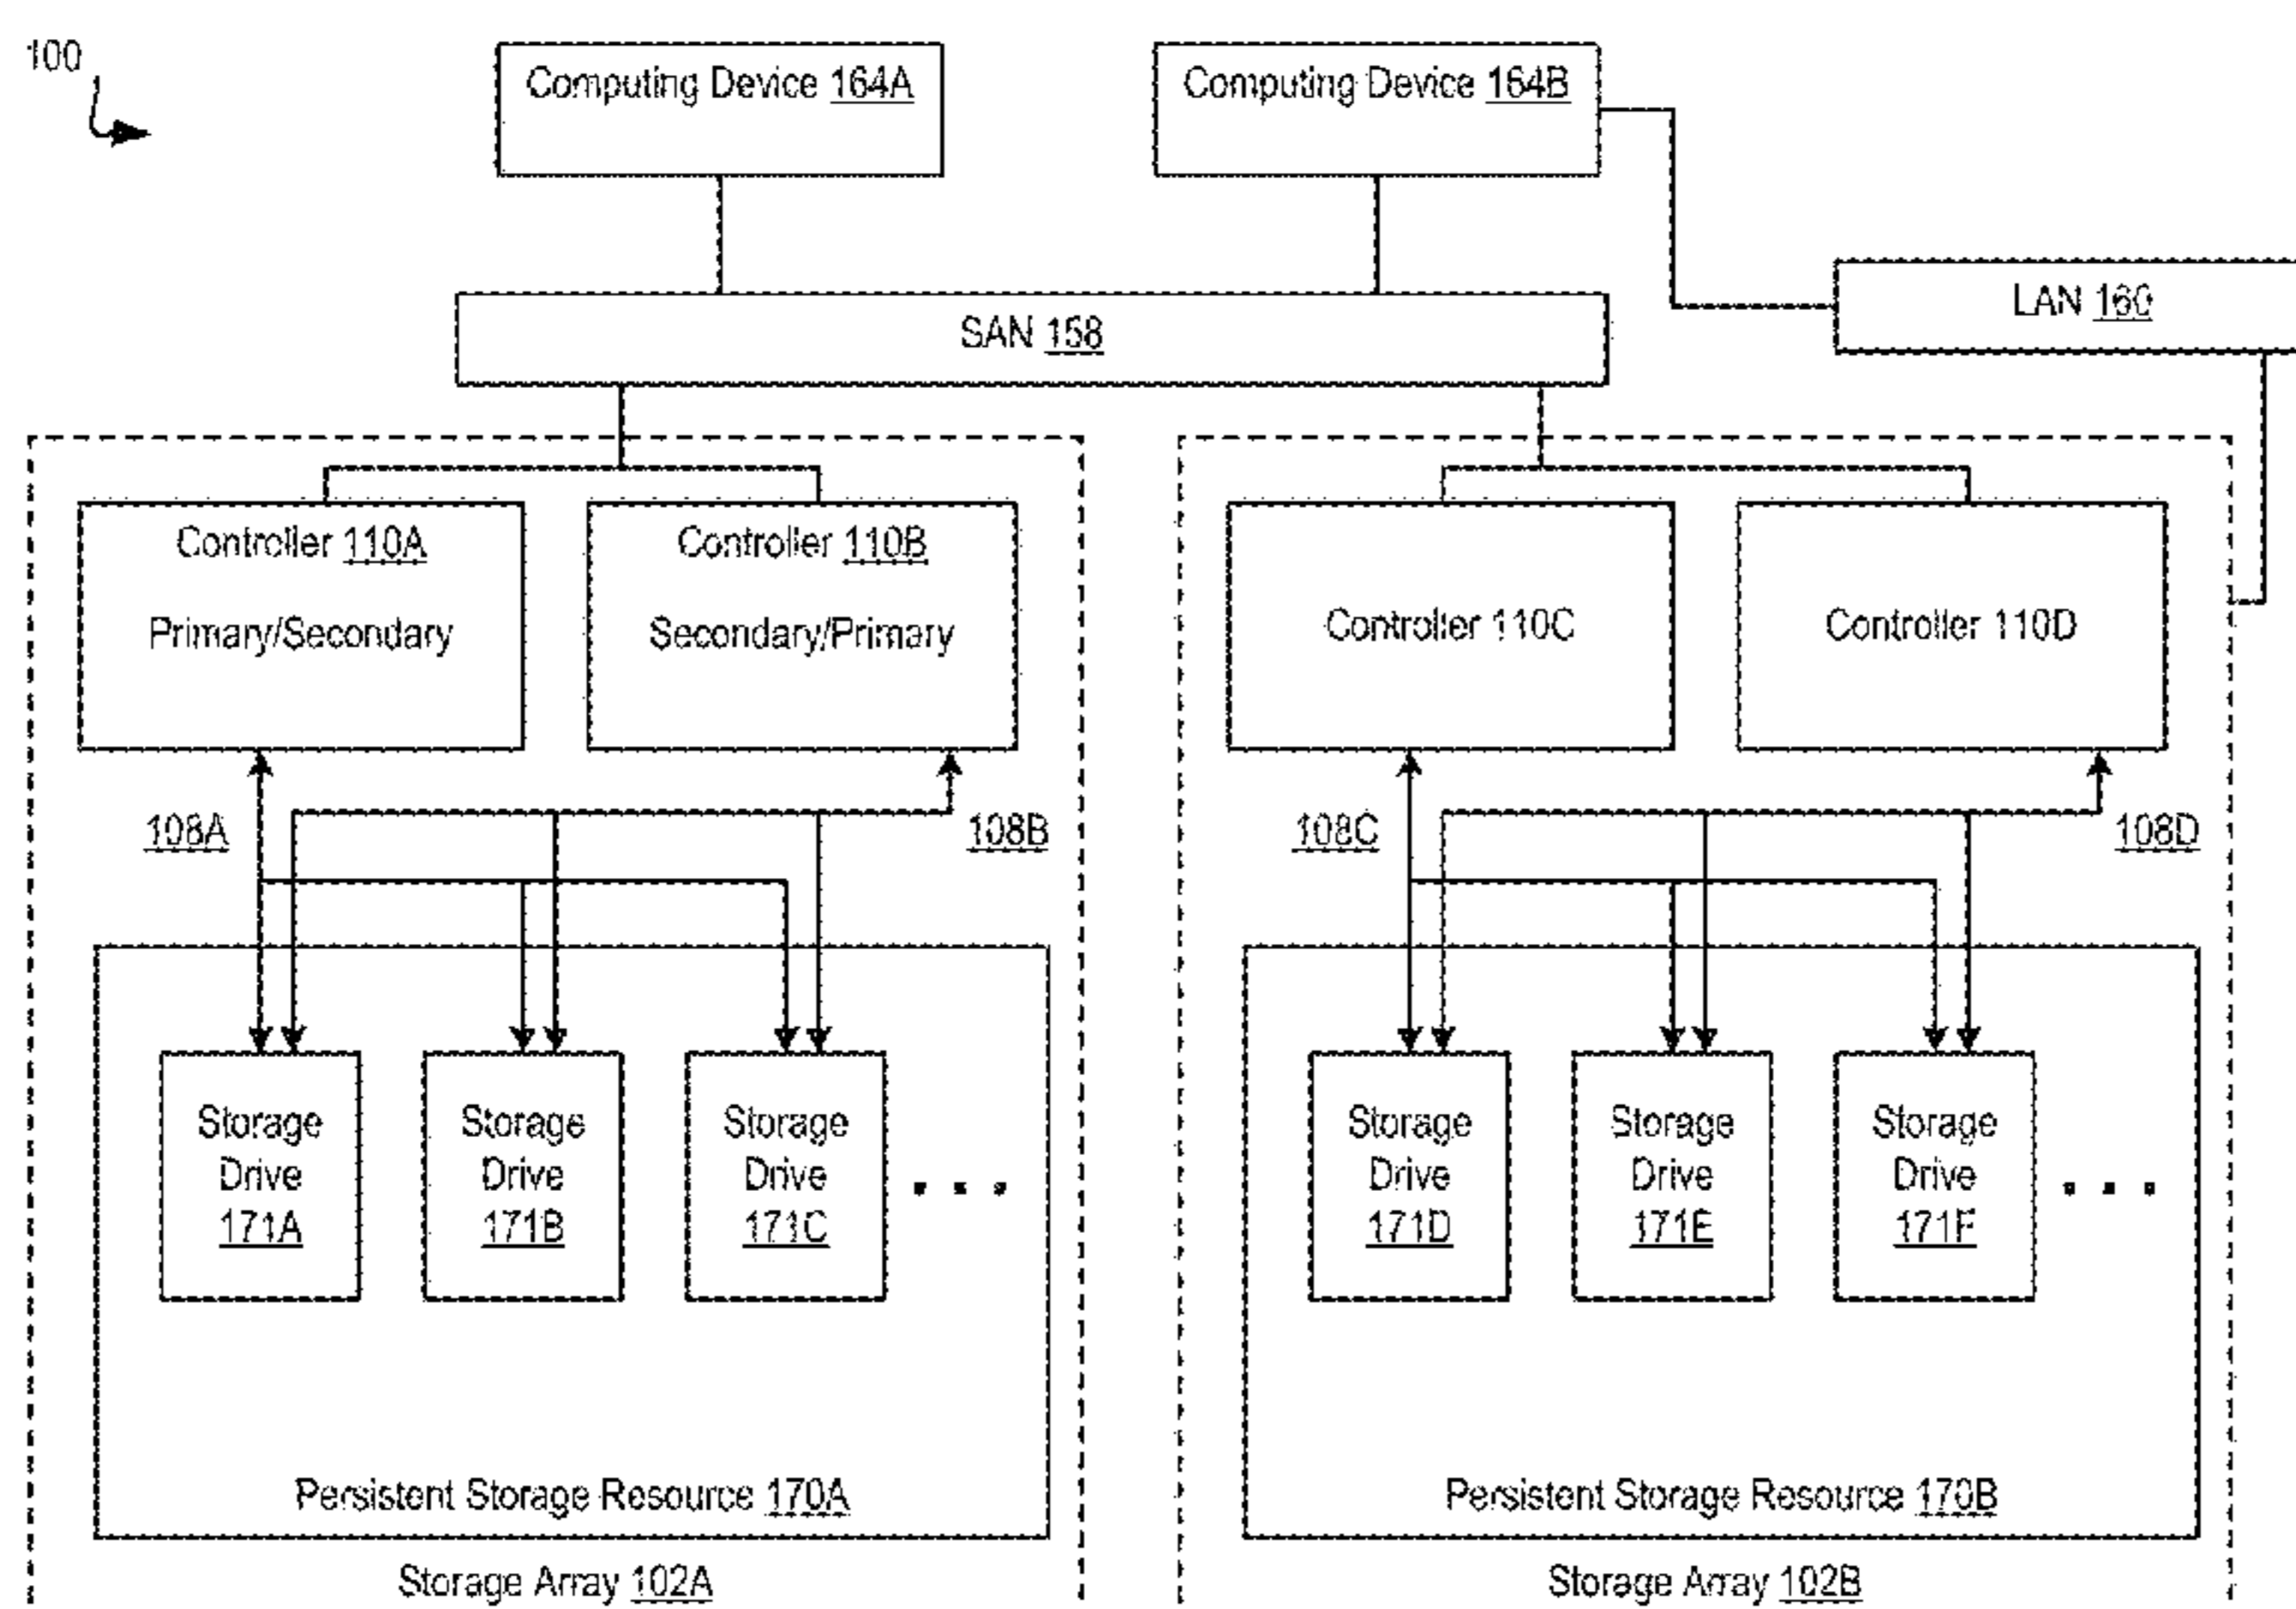 100
Computing Device 164A
Computing Device 164B
LAN 160
SAN 158
Controller 110A
Primary/Secondary
Controller 110B
Secondary/Primary
Controller 110C
Controller 110D
108A
108B
108C
108D
Storage
Drive
171A
Storage
Drive
171B
Storage
Drive
171C
. . .
Storage
Drive
171D
Storage
Drive
171E
Storage
Drive
171F
. . .
Persistent Storage Resource 170A
Persistent Storage Resource 170B
Storage Array 102A
Storage Array 102B